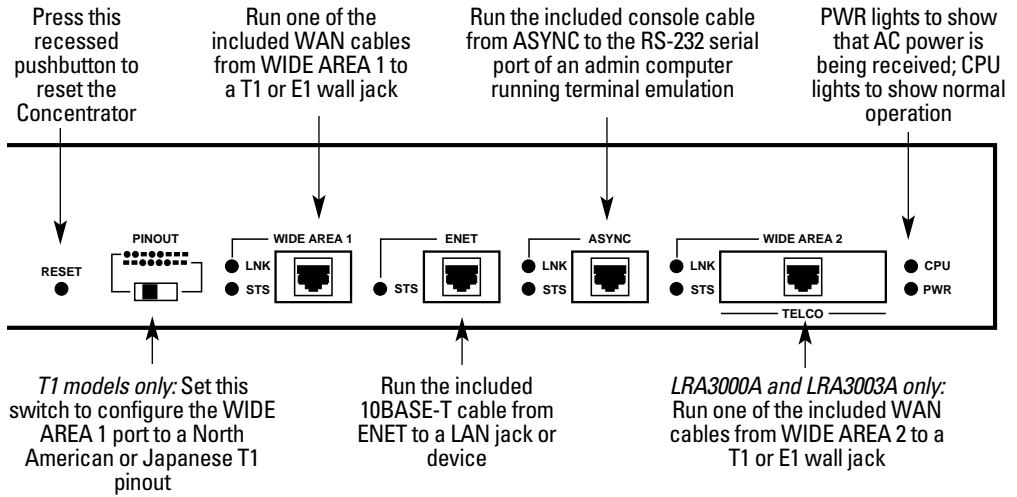 Press this
recessed
pushbutton to
reset the
Concentrator
Run one of the
included WAN cables
from WIDE AREA 1 to
a T1 or E1 wall jack
Run the included console cable
from ASYNC to the RS-232 serial
port of an admin computer
running terminal emulation
PWR lights to show
that AC power is
being received; CPU
lights to show normal
operation
RESET
PINOUT
WIDE AREA 1
LNK
STS
ENET
STS
ASYNC
LNK
STS
WIDE AREA 2
LNK
STS
TELCO
CPU
PWR
T1 models only: Set this
switch to configure the WIDE
AREA 1 port to a North
American or Japanese T1
pinout
Run the included
10BASE-T cable from
ENET to a LAN jack or
device
LRA3000A and LRA3003A only:
Run one of the included WAN
cables from WIDE AREA 2 to a
T1 or E1 wall jack